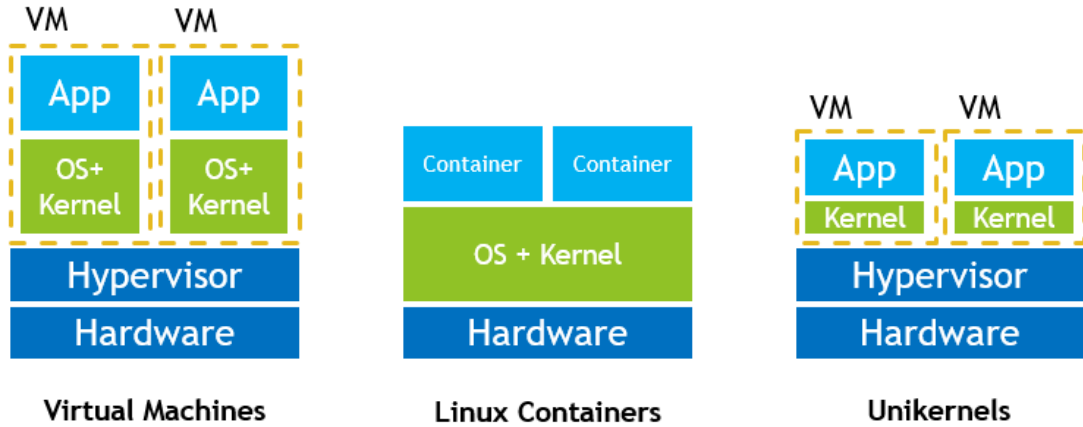 VM
VM
App
App
OS+
Kernel
OS+
Kernel
Hypervisor
Hardware
Virtual Machines
Container
Container
OS + Kernel
Hardware
Linux Containers
VM
VM
App
App
Kernel
Kernel
Hypervisor
Hardware
Unikernels